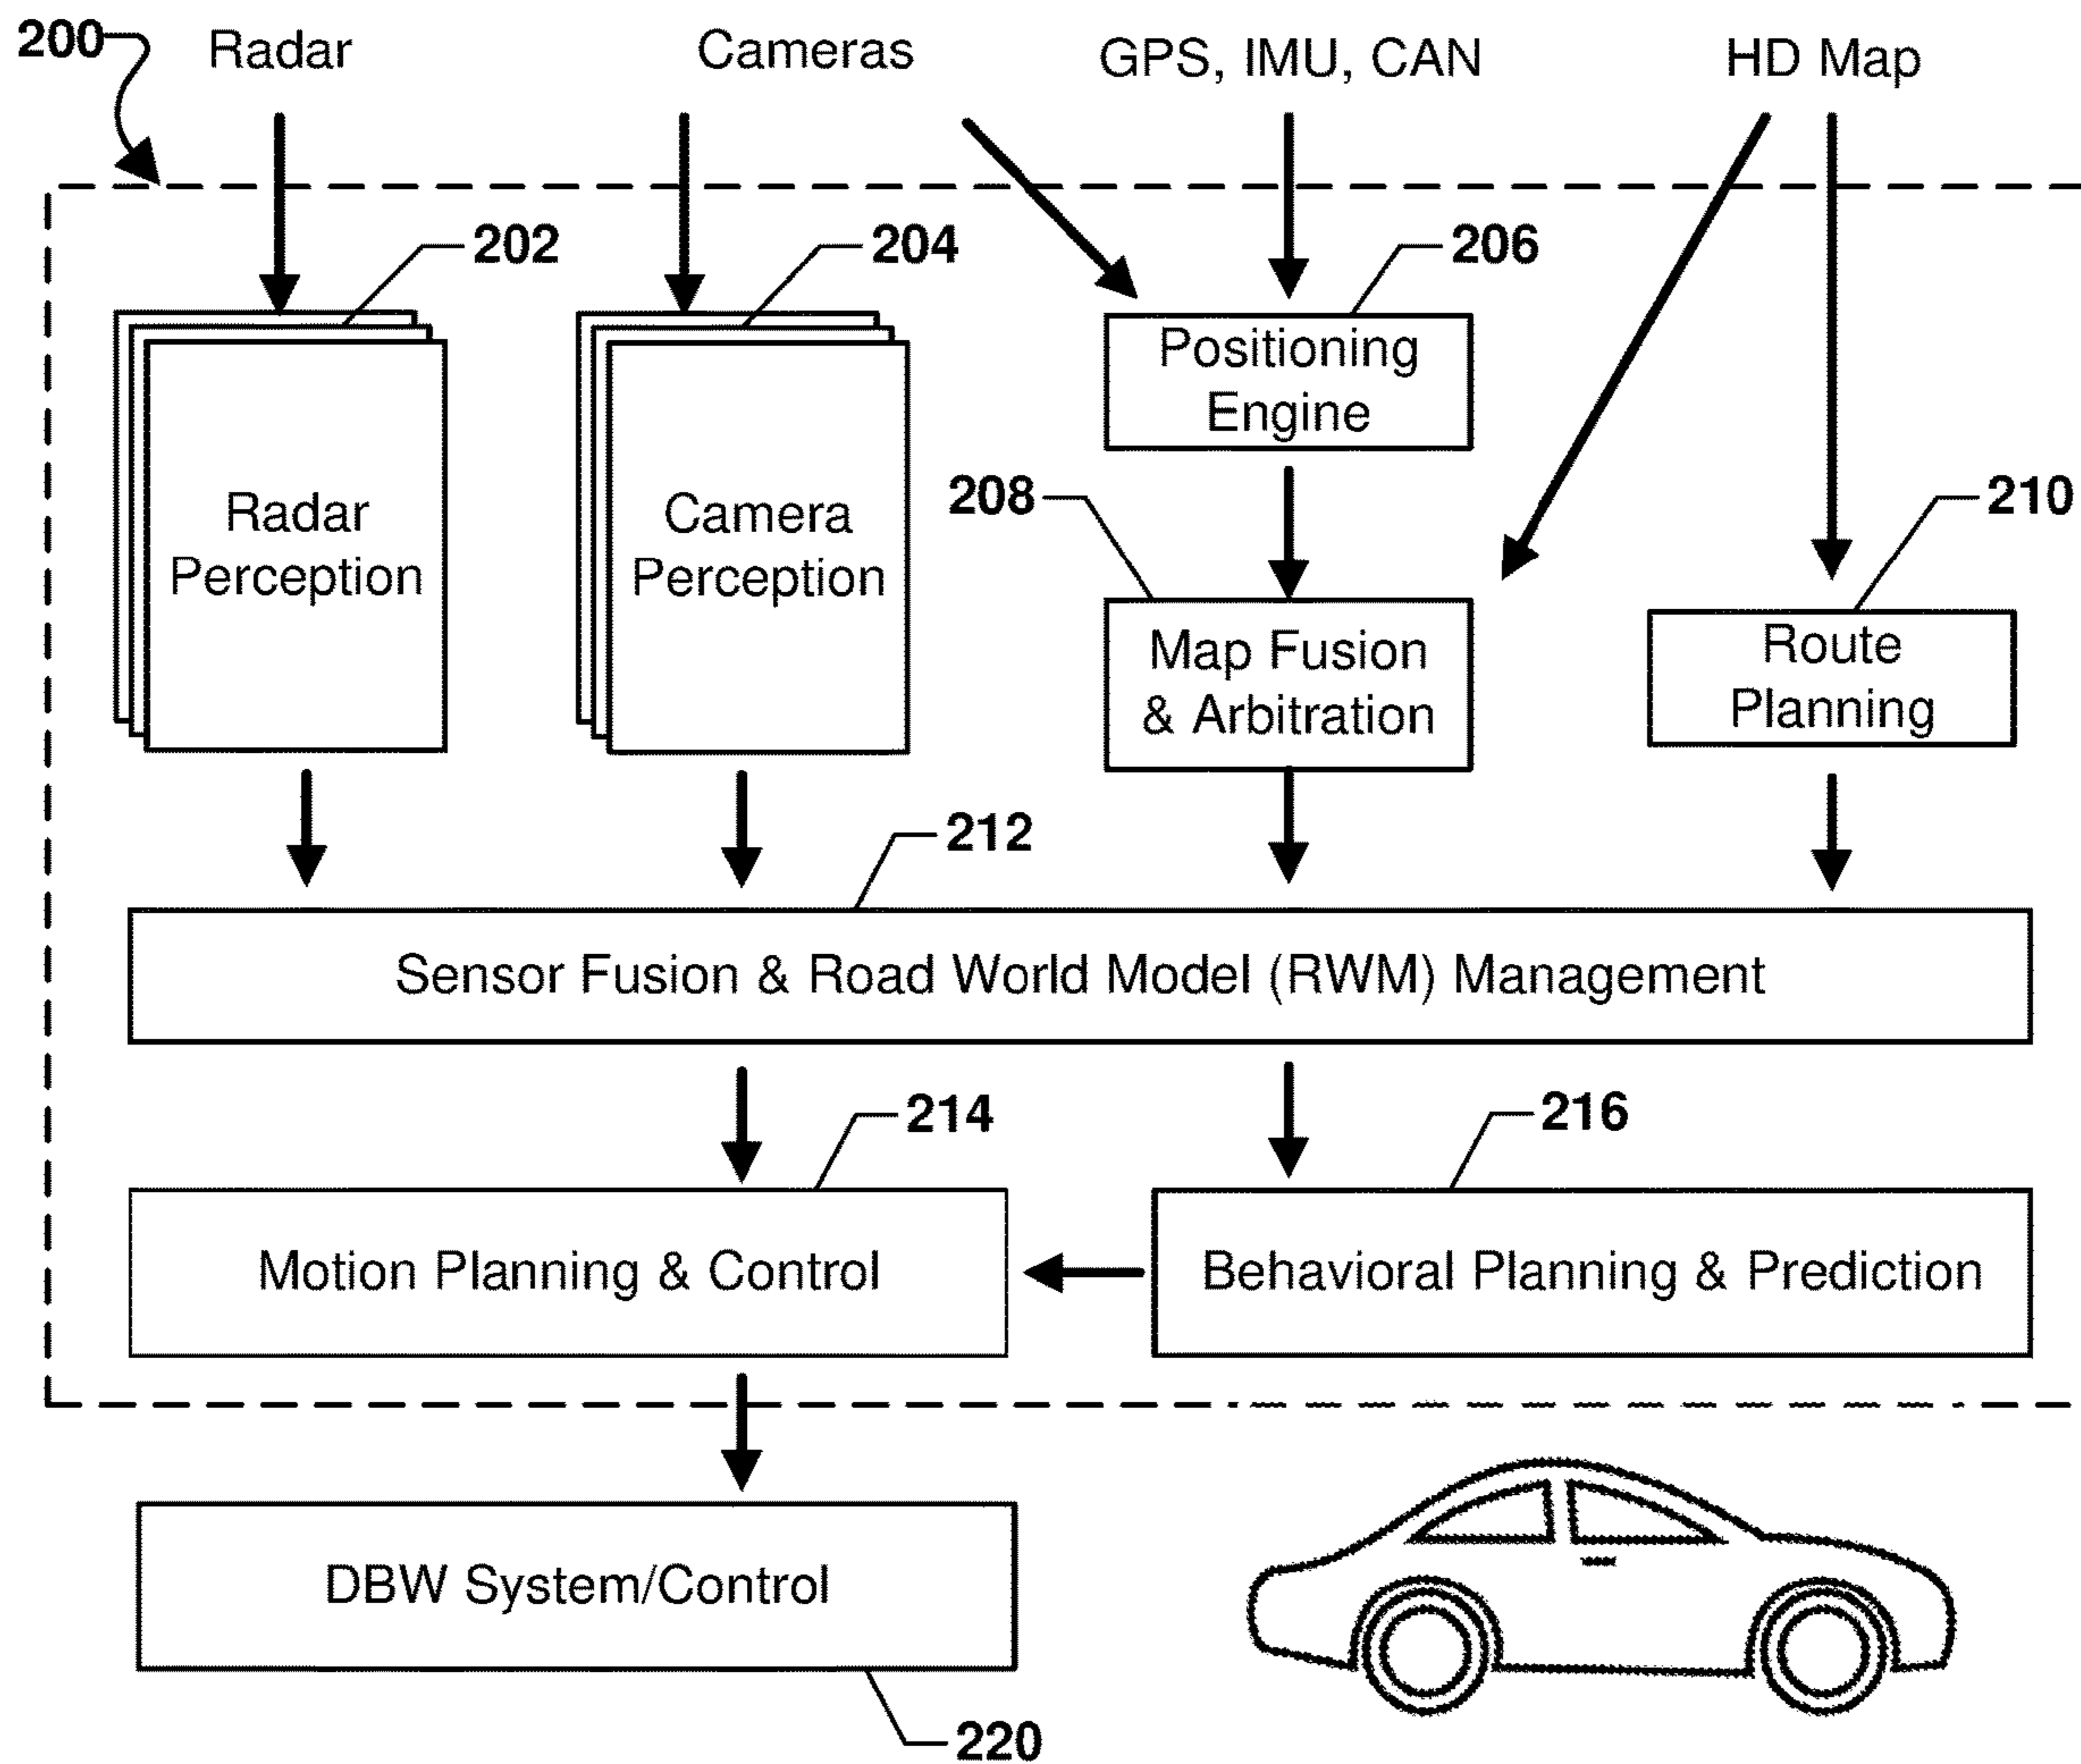 200
Radar
Cameras
GPS, IMU, CAN
HD Map
202
204
206
Positioning
Engine
208
210
Radar
Perception
Camera
Perception
Map Fusion
& Arbitration
Route
Planning
212
Sensor Fusion & Road World Model (RWM) Management
214
216
Motion Planning & Control
Behavioral Planning & Prediction
DBW System/Control
220